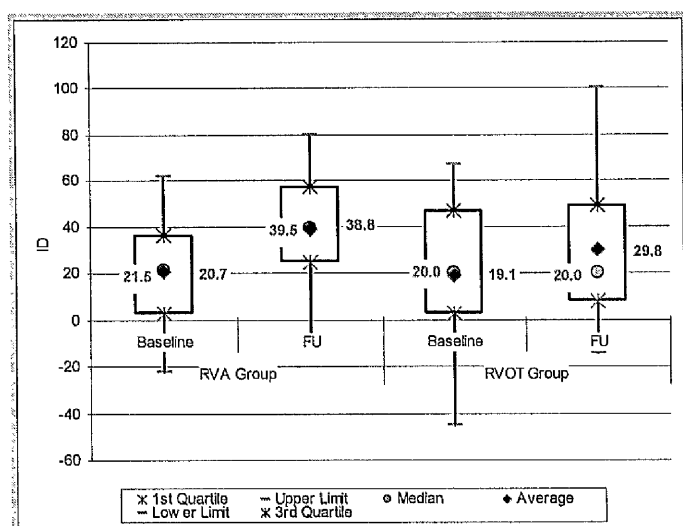 120
100
80
60
40
20
0
-20
-40
-60
ID
21.5 20.7
39.5 38.8
20.0 19.1
20.0 29.8
Baseline FU Baseline FU
RVA Group RVOT Group
1st Quartile Upper Limit Median Average
Lower Limit 3rd Quartile